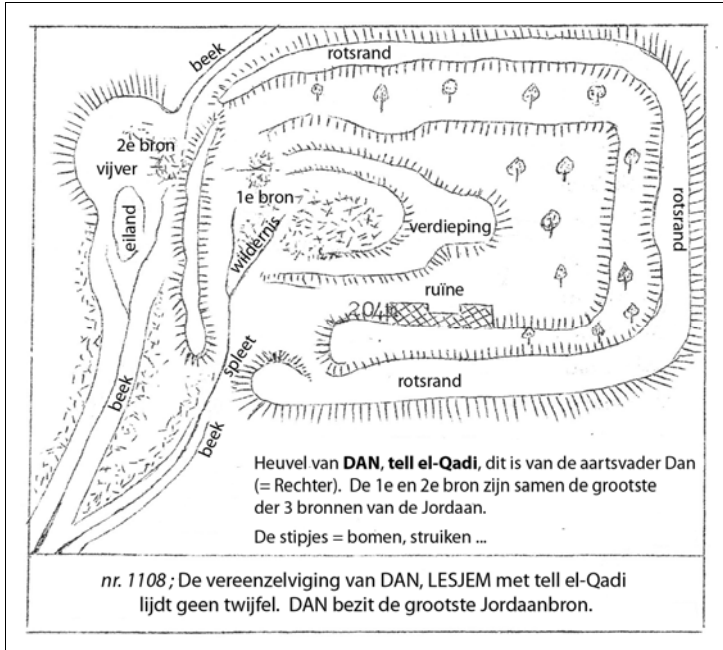 beek
rotsrand
2e bron
vijver
1e bron
eiland
wildernis
verdieping
rotsrand
ruïne
204m
spleet
beek
rotsrand
beek
Heuvel van DAN, tell el-Qadi, dit is van de aartsvader Dan
(= Rechter). De 1e en 2e bron zijn samen de grootste
der 3 bronnen van de Jordaan.
De stipjes = bomen, struiken ...
nr. 1108 ; De vereenzelviging van DAN, LESJEM met tell el-Qadi
lijdt geen twijfel. DAN bezit de grootste Jordaanbron.